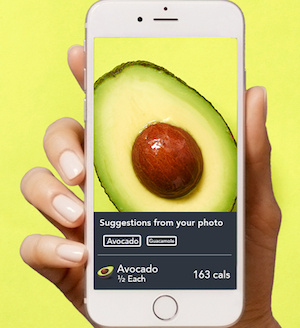 Suggestions from your photo
Avocado Guacamole
Avocado 163 cals
½ Each